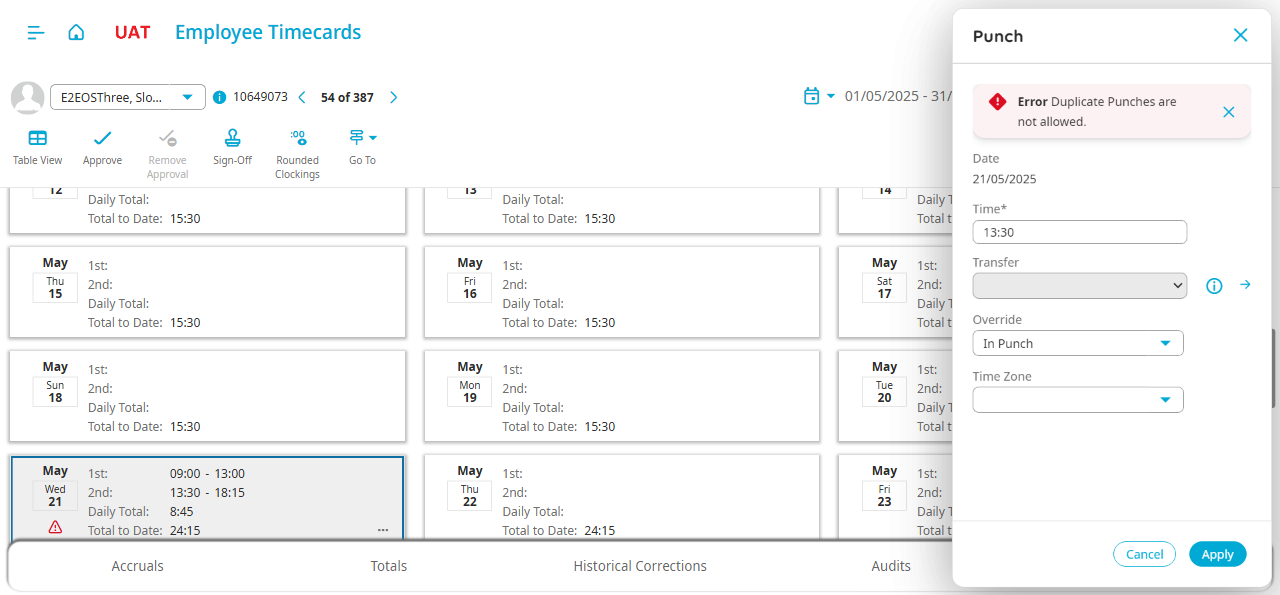 UAT
Employee Timecards
E2EOSThree, Slo...
10649073
54 of 387
01/05/2025 - 31/
Table View
Approve
Remove Approval
Sign-Off
:00
Rounded Clockings
Go To
12
Daily Total:
Total to Date: 15:30
13
Daily Total:
Total to Date: 15:30
14
Daily T
Total t
May
Thu
15
1st:
2nd:
Daily Total:
Total to Date: 15:30
May
Fri
16
1st:
2nd:
Daily Total:
Total to Date: 15:30
May
Sat
17
1st:
2nd:
Daily T
Total t
May
Sun
18
1st:
2nd:
Daily Total:
Total to Date: 15:30
May
Mon
19
1st:
2nd:
Daily Total:
Total to Date: 15:30
May
Tue
20
1st:
2nd:
Daily T
Total t
May
Wed
21
1st: 09:00 - 13:00
2nd: 13:30 - 18:15
Daily Total: 8:45
Total to Date: 24:15
...
May
Thu
22
1st:
2nd:
Daily Total:
Total to Date: 24:15
May
Fri
23
1st:
2nd:
Daily T
Total t
Accruals
Totals
Historical Corrections
Audits
Punch
Error Duplicate Punches are
not allowed.
Date
21/05/2025
Time*
13:30
Transfer
Override
In Punch
Time Zone
Cancel
Apply